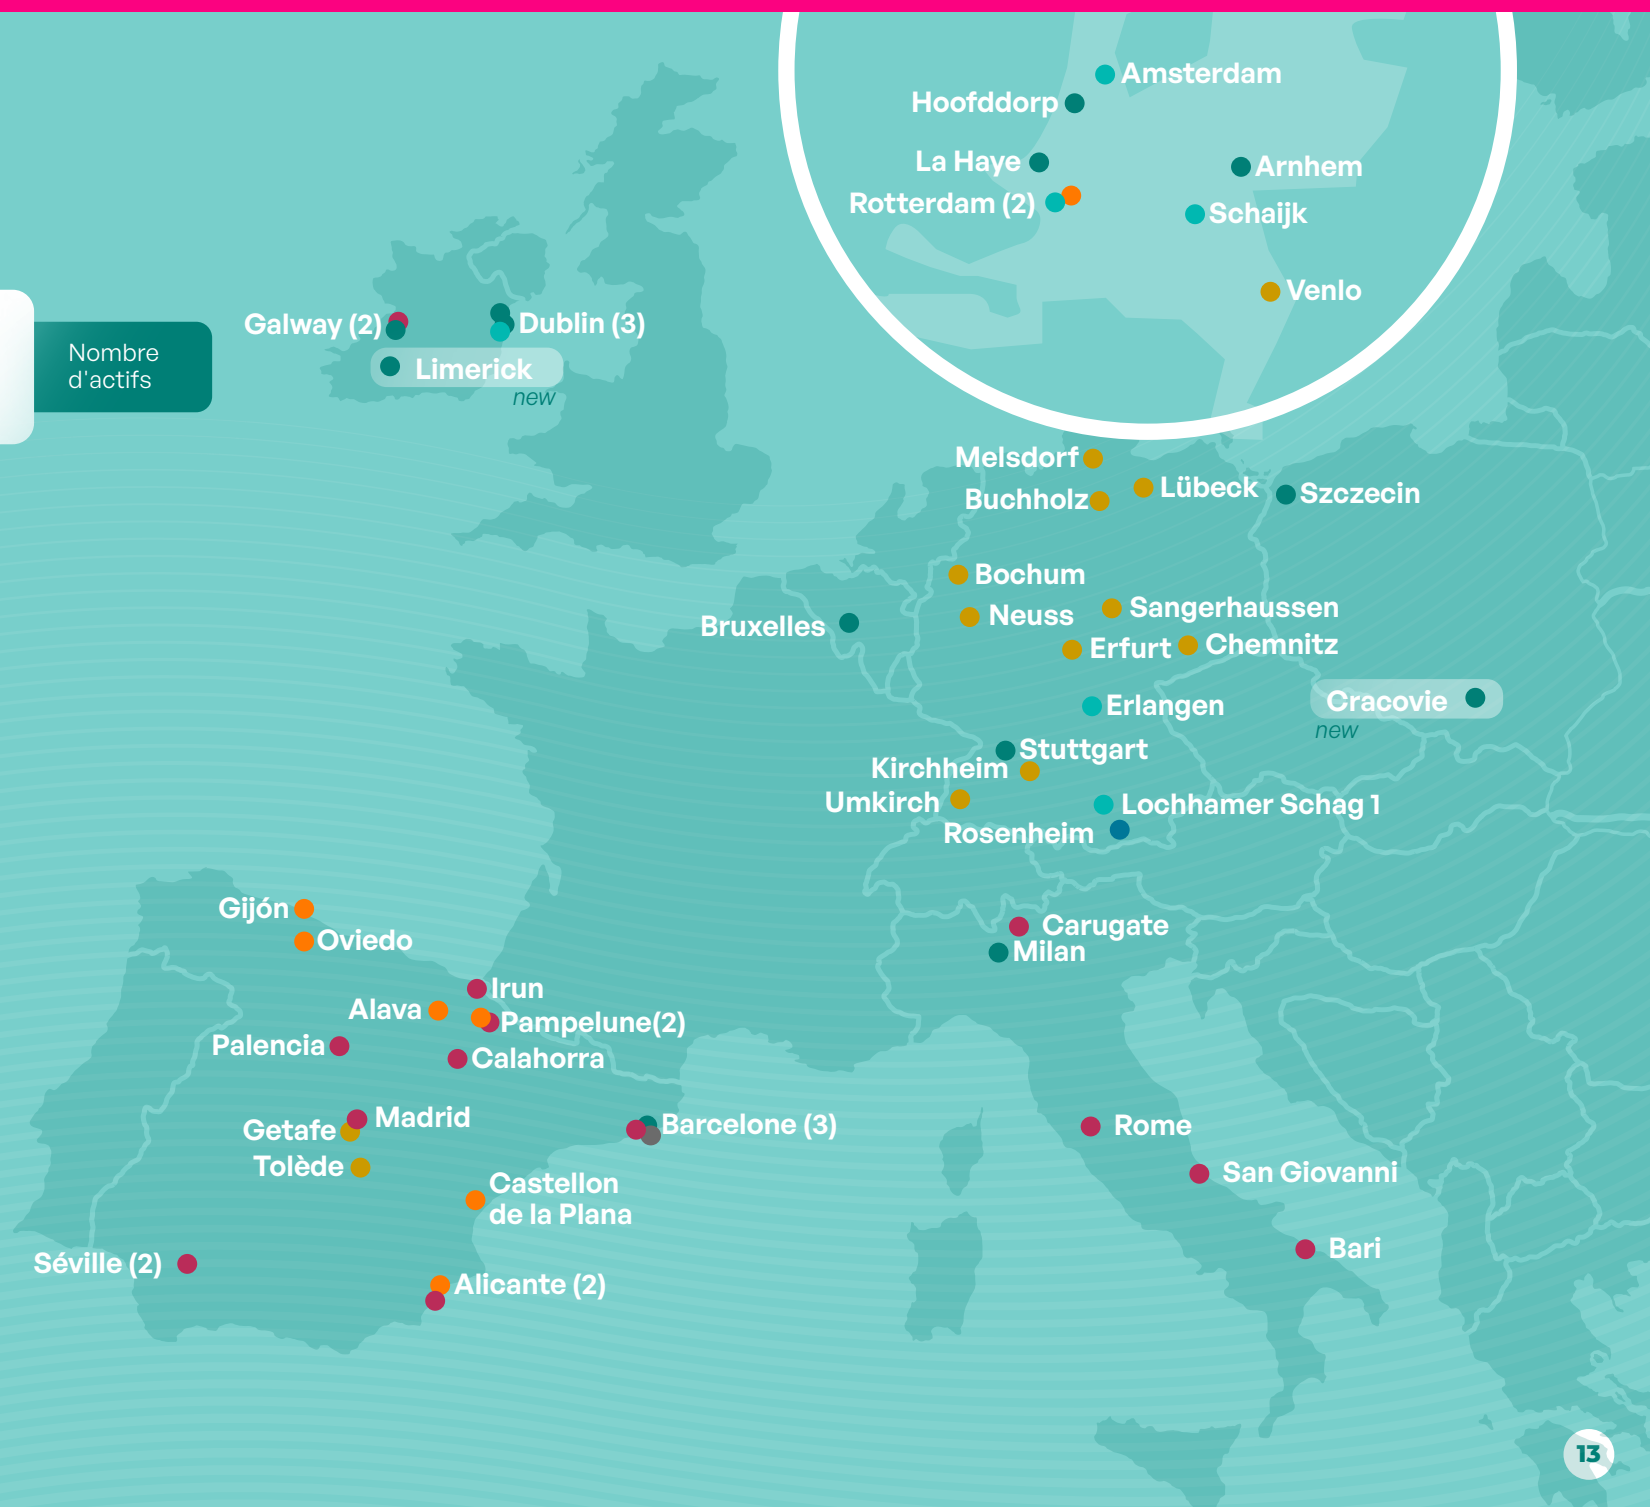 Amsterdam
Hoofddorp
La Haye
Arnhem
Rotterdam (2)
Schaijk
Venlo
Galway (2)
Dublin (3)
Nombre
d'actifs
Limerick
new
Melsdorf
Lübeck
Buchholz
Szczecin
Bochum
Neuss
Sangerhaussen
Bruxelles
Erfurt
Chemnitz
Cracovie
new
Erlangen
Stuttgart
Kirchheim
Umkirch
Lochhamer Schag 1
Rosenheim
Gijón
Oviedo
Carugate
Milan
Irun
Alava
Pampelune(2)
Palencia
Calahorra
Madrid
Getafe
Barcelone (3)
Rome
Tolède
Castellon
de la Plana
San Giovanni
Bari
Séville (2)
Alicante (2)
13